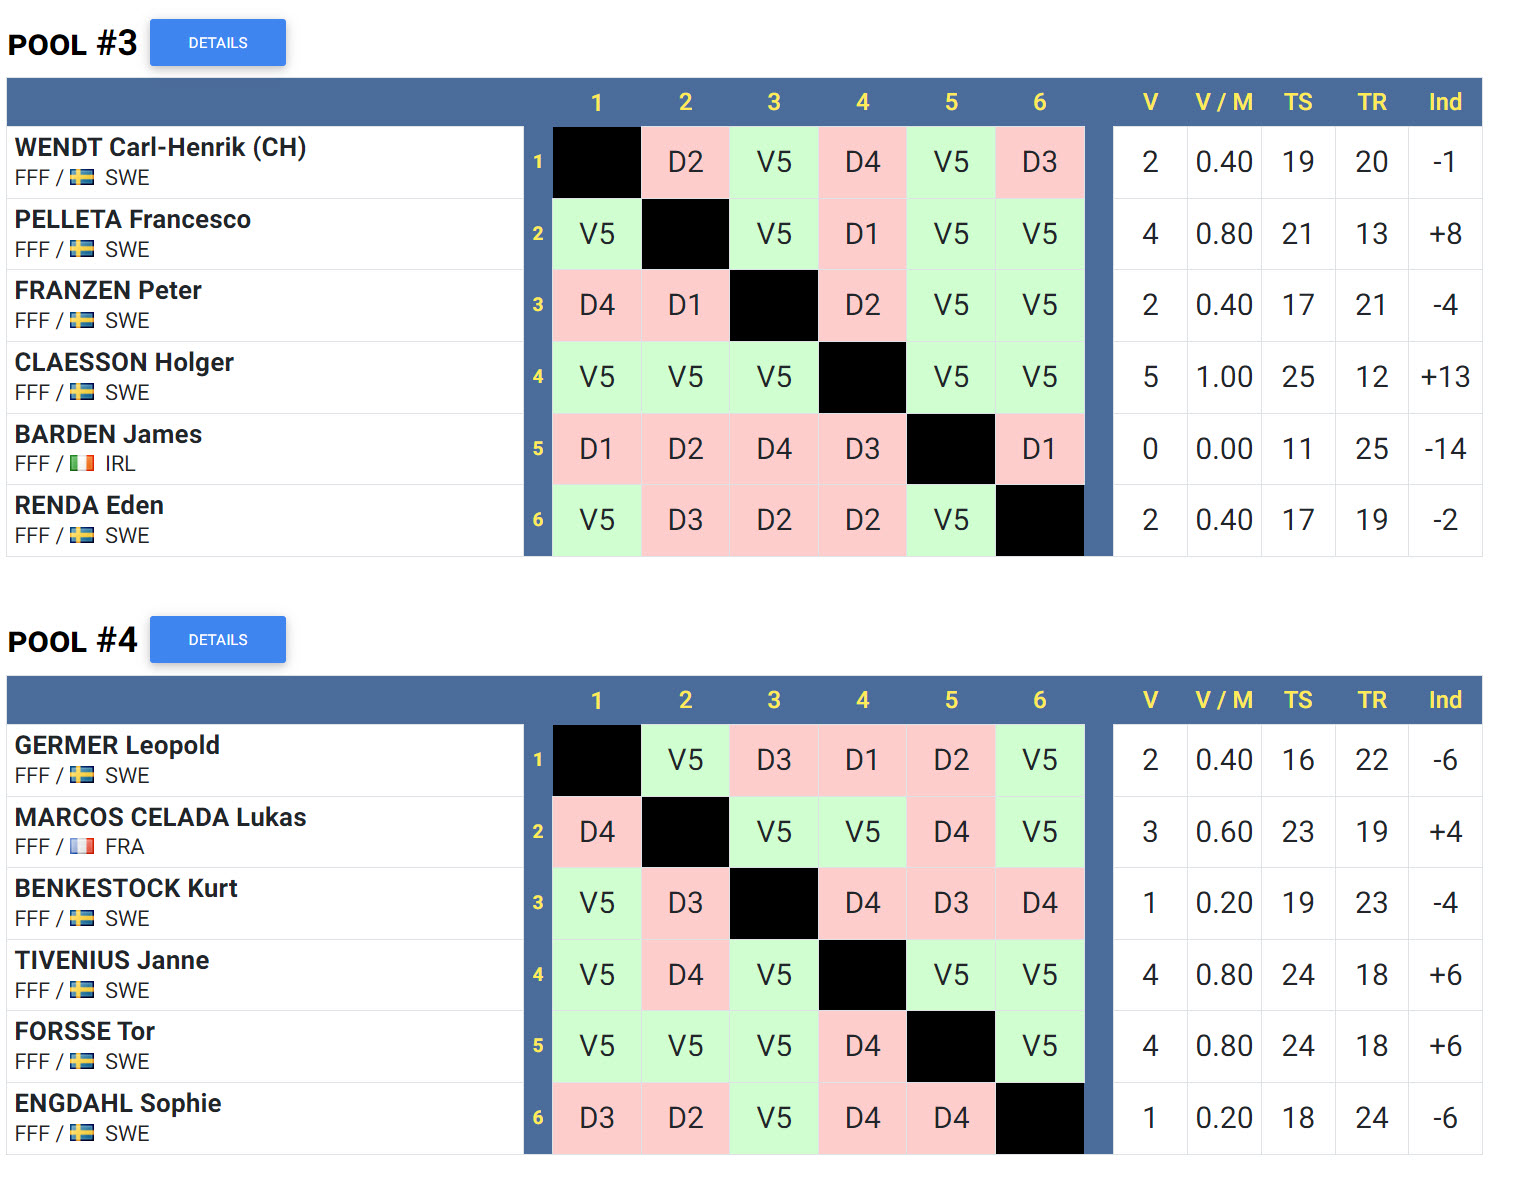 POOL #3 DETAILS
1 2 3 4 5 6 V V / M TS TR Ind
WENDT Carl-Henrik (CH)
FFF / SWE
1 D2 V5 D4 V5 D3 2 0.40 19 20 -1
PELLETA Francesco
FFF / SWE
2 V5 V5 D1 V5 V5 4 0.80 21 13 +8
FRANZEN Peter
FFF / SWE
3 D4 D1 D2 V5 V5 2 0.40 17 21 -4
CLAESSON Holger
FFF / SWE
4 V5 V5 V5 V5 V5 5 1.00 25 12 +13
BARDEN James
FFF / IRL
5 D1 D2 D4 D3 D1 0 0.00 11 25 -14
RENDA Eden
FFF / SWE
6 V5 D3 D2 D2 V5 2 0.40 17 19 -2
POOL #4 DETAILS
1 2 3 4 5 6 V V / M TS TR Ind
GERMER Leopold
FFF / SWE
1 V5 D3 D1 D2 V5 2 0.40 16 22 -6
MARCOS CELADA Lukas
FFF / FRA
2 D4 V5 V5 D4 V5 3 0.60 23 19 +4
BENKESTOCK Kurt
FFF / SWE
3 V5 D3 D4 D3 D4 1 0.20 19 23 -4
TIVENIUS Janne
FFF / SWE
4 V5 D4 V5 V5 V5 4 0.80 24 18 +6
FORSSE Tor
FFF / SWE
5 V5 V5 V5 D4 V5 4 0.80 24 18 +6
ENGDAHL Sophie
FFF / SWE
6 D3 D2 V5 D4 D4 1 0.20 18 24 -6